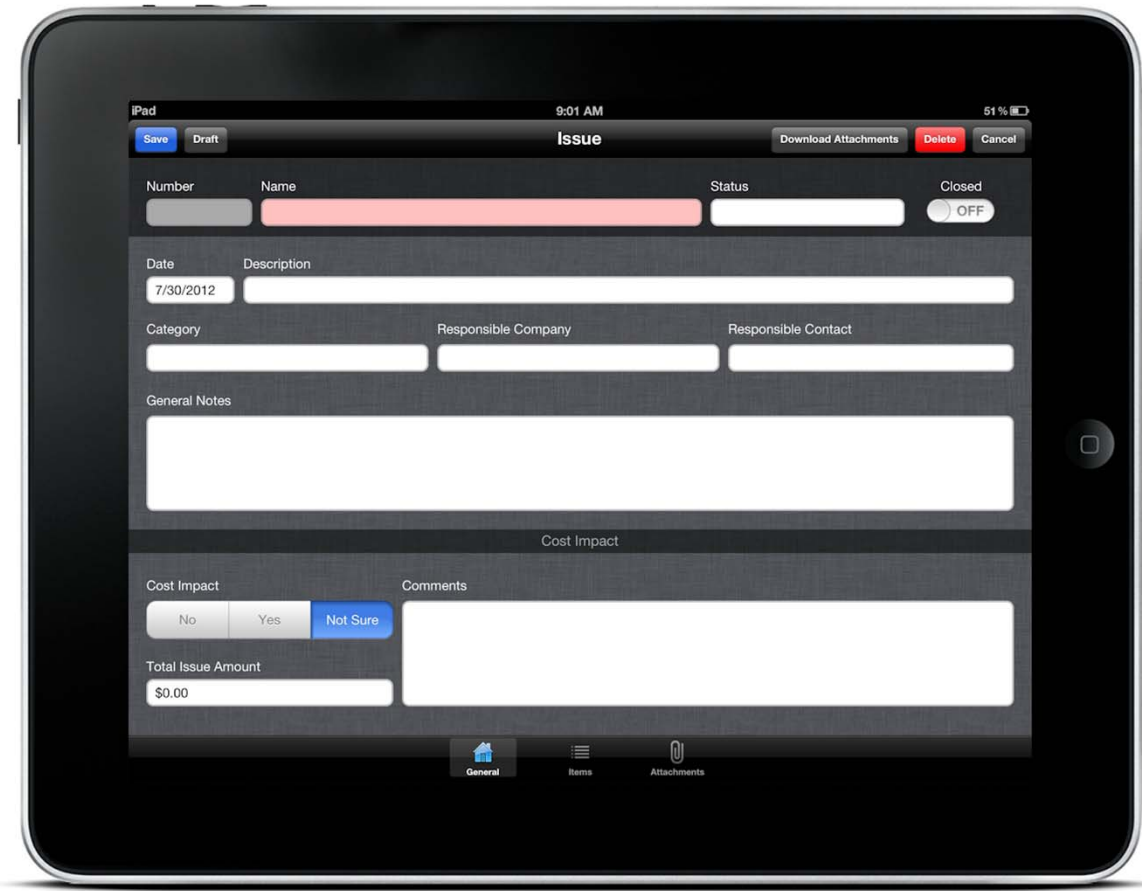 iPad 9:01 AM 51%
Save Draft Issue Download Attachments Delete Cancel
Number Name Status Closed
OFF
Date Description
7/30/2012
Category Responsible Company Responsible Contact
General Notes
Cost Impact
Cost Impact Comments
No Yes Not Sure
Total Issue Amount
$0.00
General Items Attachments